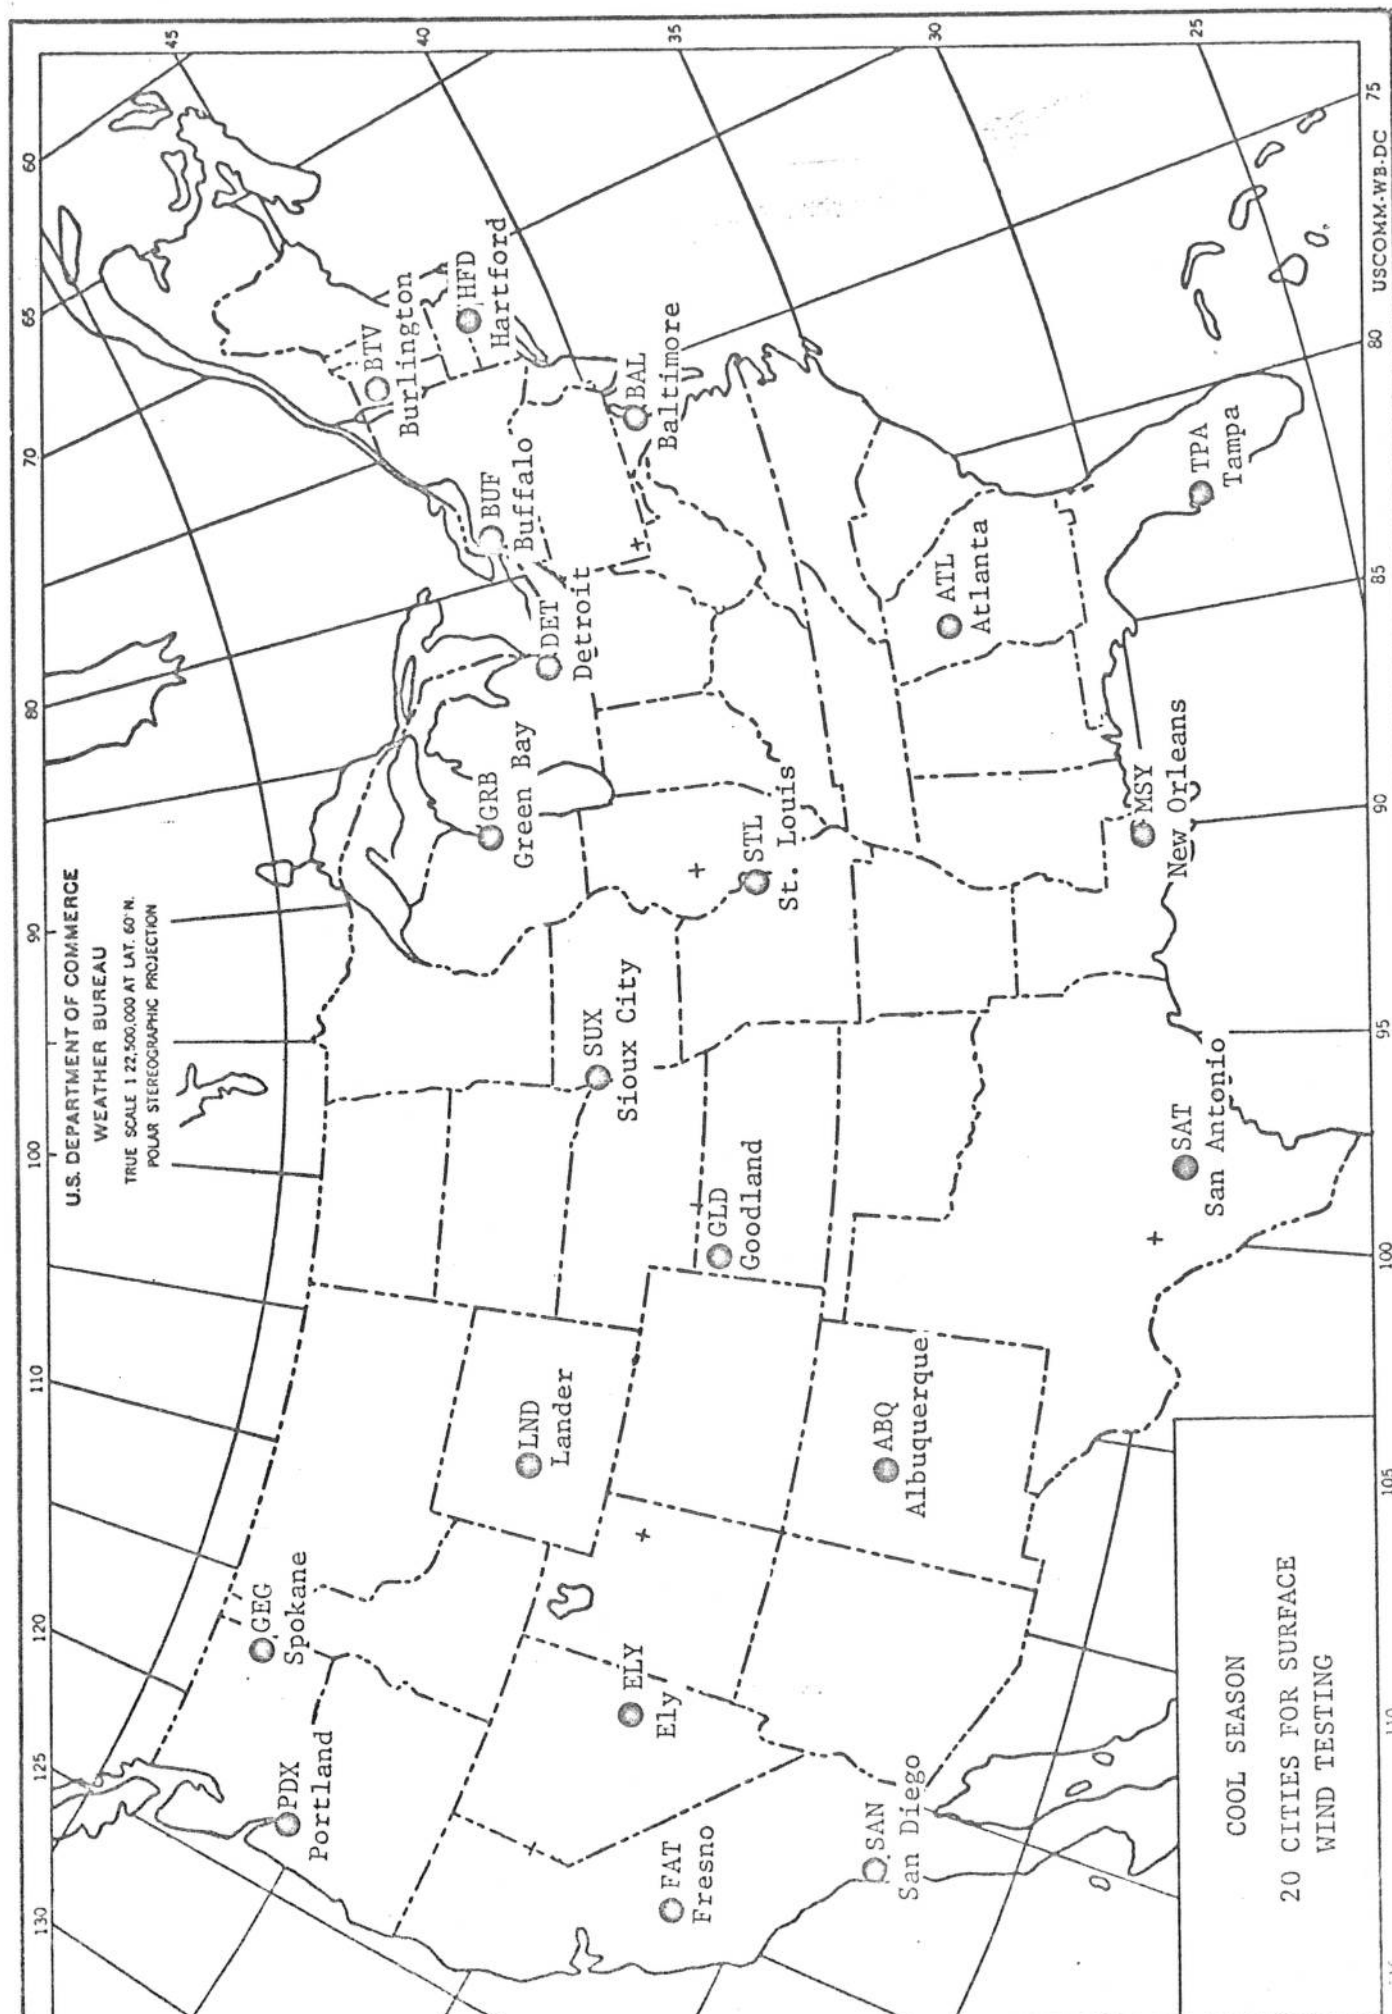 U.S. DEPARTMENT OF COMMERCE
WEATHER BUREAU
TRUE SCALE 1:22,500,000 AT LAT. 60°N.
POLAR STEREOGRAPHIC PROJECTION
130
125
120
110
100
90
80
70
65
60
45
40
35
30
25
GEG
Spokane
PDX
Portland
LND
Lander
ELY
Ely
FAT
Fresno
SAN
San Diego
ABQ
Albuquerque
GLD
Goodland
SUX
Sioux City
SAT
San Antonio
GRB
Green Bay
STL
St. Louis
MSY
New Orleans
DET
Detroit
BUF
Buffalo
BTV
Burlington
HFD
Hartford
BAL
Baltimore
ATL
Atlanta
TPA
Tampa
COOL SEASON
20 CITIES FOR SURFACE
WIND TESTING
110
105
100
95
90
85
80
75
USCOMM-WB-DC